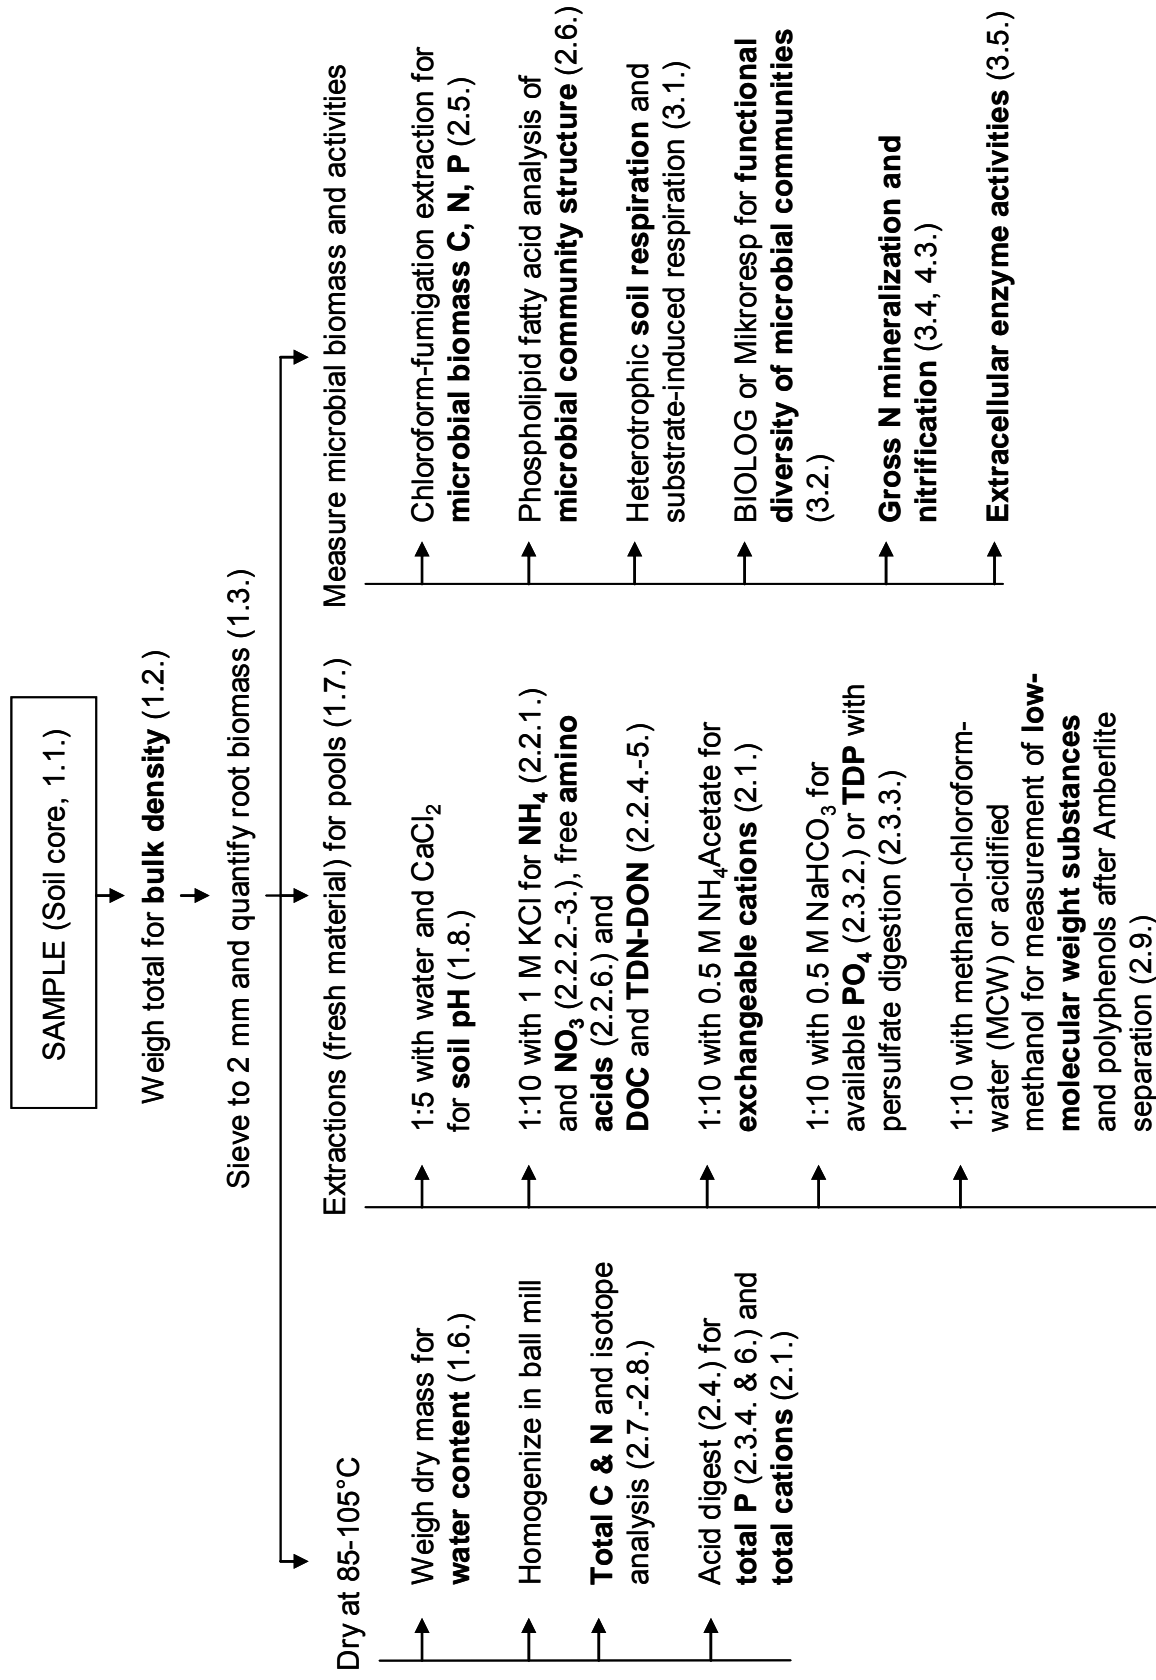 SAMPLE (Soil core, 1.1.)
Weigh total for bulk density (1.2.)
Sieve to 2 mm and quantify root biomass (1.3.)
Dry at 85-105°C
Weigh dry mass for
water content (1.6.)
Homogenize in ball mill
Total C & N and isotope
analysis (2.7.-2.8.)
Acid digest (2.4.) for
total P (2.3.4. & 6.) and
total cations (2.1.)
Extractions (fresh material) for pools (1.7.)
1:5 with water and CaCl₂
for soil pH (1.8.)
1:10 with 1 M KCl for NH₄ (2.2.1.)
and NO₃ (2.2.2.-3.), free amino
acids (2.2.6.) and
DOC and TDN-DON (2.2.4.-5.)
1:10 with 0.5 M NH₄Acetate for
exchangeable cations (2.1.)
1:10 with 0.5 M NaHCO₃ for
available PO₄ (2.3.2.) or TDP with
persulfate digestion (2.3.3.)
1:10 with methanol-chloroform-
water (MCW) or acidified
methanol for measurement of low-
molecular weight substances
and polyphenols after Amberlite
separation (2.9.)
Measure microbial biomass and activities
Chloroform-fumigation extraction for
microbial biomass C, N, P (2.5.)
Phospholipid fatty acid analysis of
microbial community structure (2.6.)
Heterotrophic soil respiration and
substrate-induced respiration (3.1.)
BIOLOG or Mikroresp for functional
diversity of microbial communities
(3.2.)
Gross N mineralization and
nitrification (3.4, 4.3.)
Extracellular enzyme activities (3.5.)